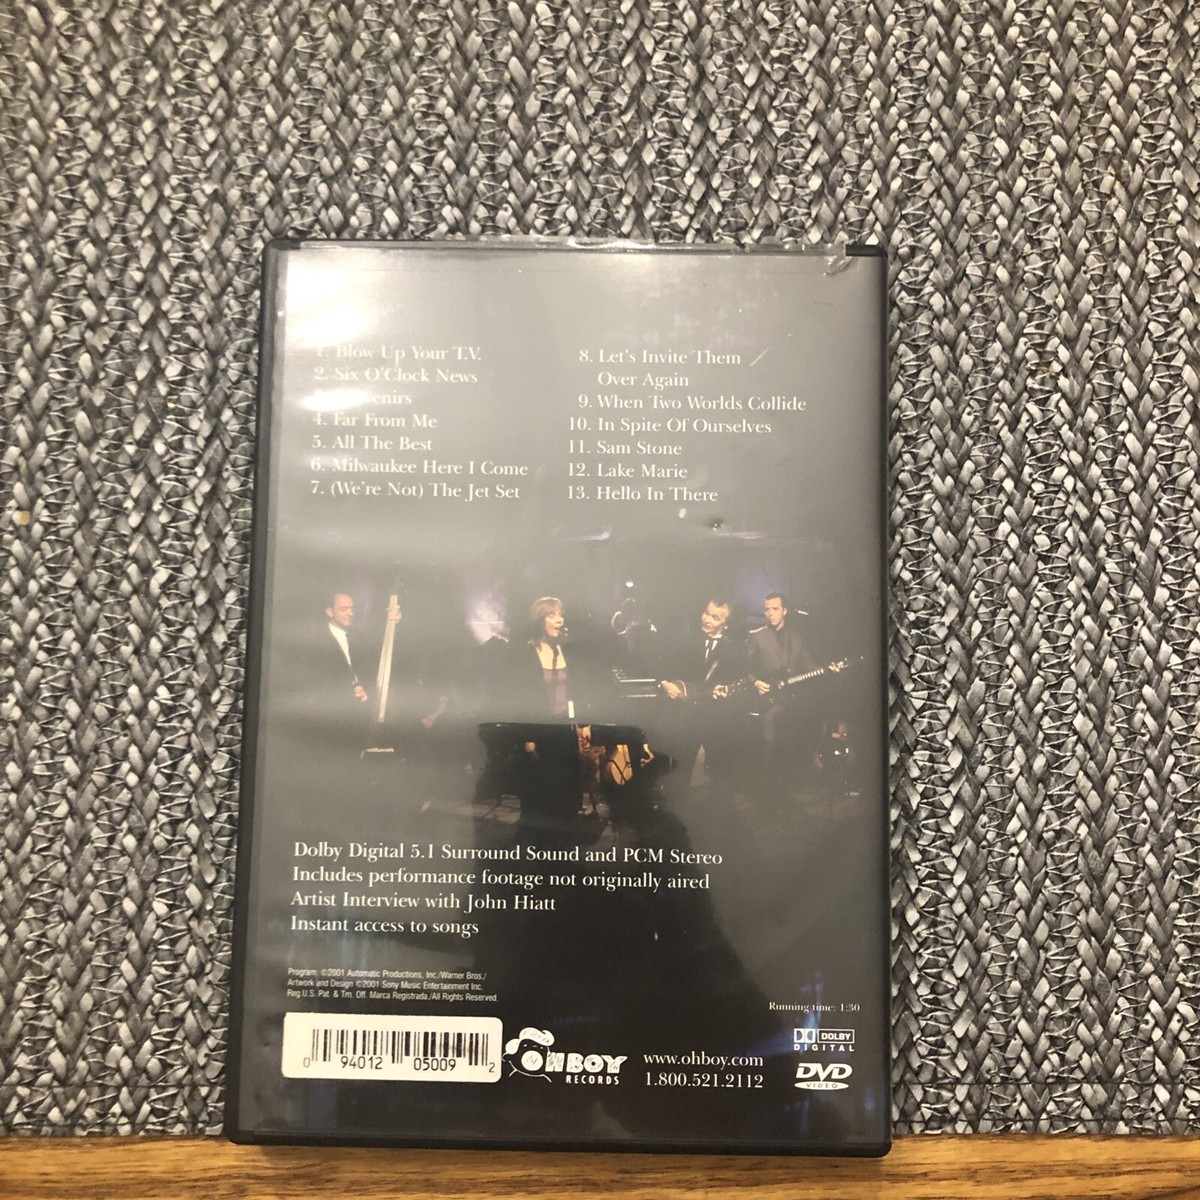 1. Blow Up Your T.V.
2. Six O'Clock News
4. Far From Me
5. All The Best
6. Milwaukee Here I Come
7. (We're Not) The Jet Set
8. Let's Invite Them
Over Again
9. When Two Worlds Collide
10. In Spite Of Ourselves
11. Sam Stone
12. Lake Marie
13. Hello In There
Dolby Digital 5.1 Surround Sound and PCM Stereo
Includes performance footage not originally aired
Artist Interview with John Hiatt
Instant access to songs
Program: ©2001 Automatic Productions, Inc./Warner Bros./
Artwork and Design ©2001 Sony Music Entertainment Inc.
Reg U.S. Pat. & Tm. Off. Marca Registrada./All Rights Reserved.
Running time: 1:30
0 94012 05009 2
OH BOY
RECORDS
www.ohboy.com
1.800.521.2112
DOLBY
DIGITAL
DVD
VIDEO